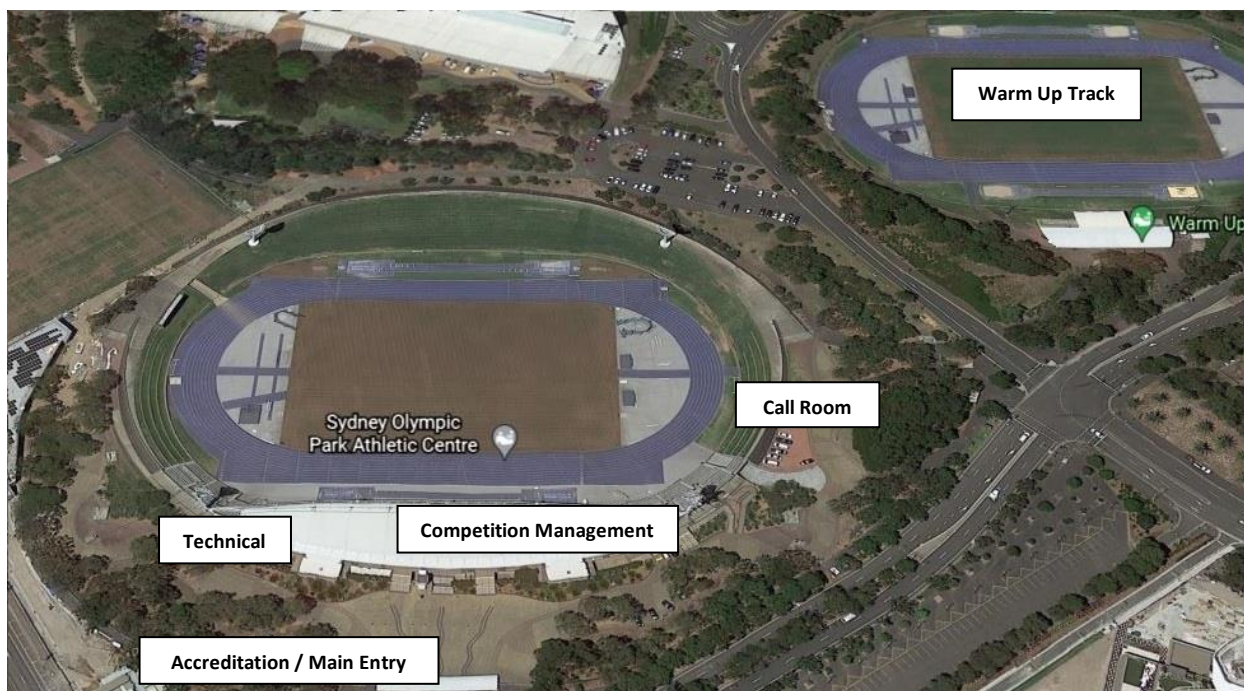 Warm Up Track
Warm Up
Call Room
Sydney Olympic
Park Athletic Centre
Competition Management
Technical
Accreditation / Main Entry